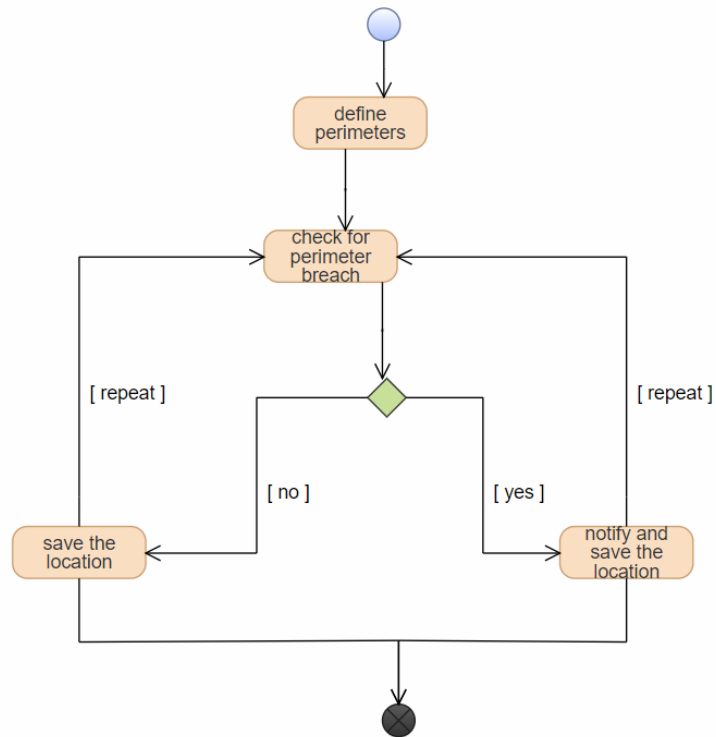 define
perimeters
check for
perimeter
breach
[ repeat ]
[ repeat ]
[ no ]
[ yes ]
save the
location
notify and
save the
location